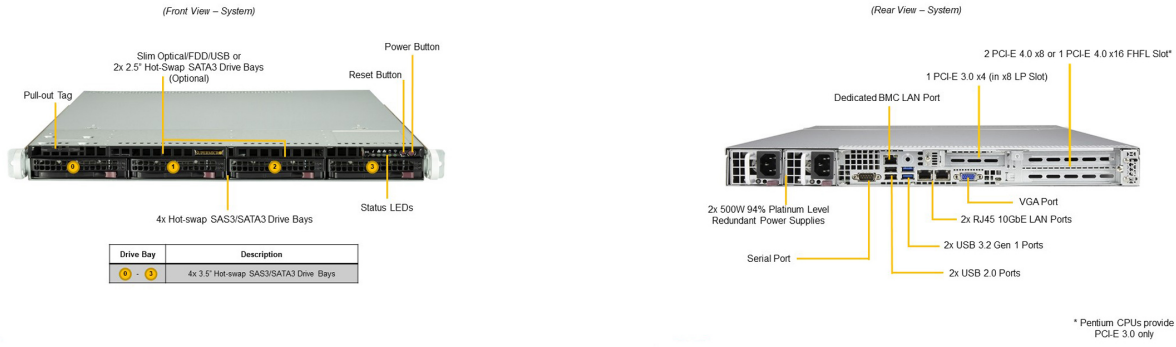 (Front View – System)
Power Button
Slim Optical/FDD/USB or
2x 2.5" Hot-Swap SATA3 Drive Bays
(Optional)
Reset Button
Pull-out Tag
0
1
2
3
Status LEDs
4x Hot-swap SAS3/SATA3 Drive Bays
Drive Bay Description
0 - 3 4x 3.5" Hot-swap SAS3/SATA3 Drive Bays
(Rear View – System)
2 PCI-E 4.0 x8 or 1 PCI-E 4.0 x16 FHFL Slot*
1 PCI-E 3.0 x4 (in x8 LP Slot)
Dedicated BMC LAN Port
VGA Port
2x 500W 94% Platinum Level
Redundant Power Supplies
2x RJ45 10GbE LAN Ports
2x USB 3.2 Gen 1 Ports
Serial Port
2x USB 2.0 Ports
* Pentium CPUs provide
PCI-E 3.0 only